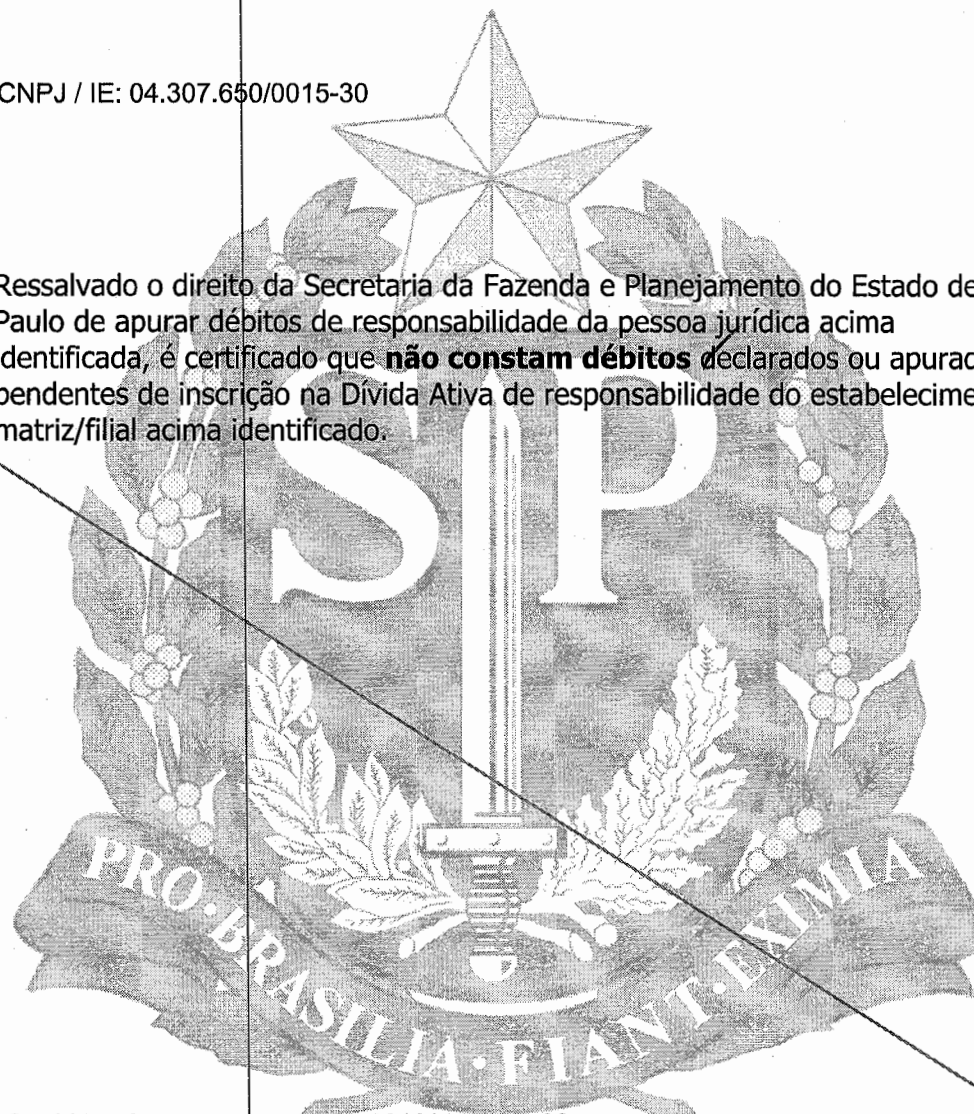 CNPJ / IE: 04.307.650/0015-30
Ressalvado o direito da Secretaria da Fazenda e Planejamento do Estado de
Paulo de apurar débitos de responsabilidade da pessoa jurídica acima
identificada, é certificado que não constam débitos declarados ou apurad
pendentes de inscrição na Dívida Ativa de responsabilidade do estabelecime
matriz/filial acima identificado.
SP
PRO·BRASILIA·FIANT·EXIMIA